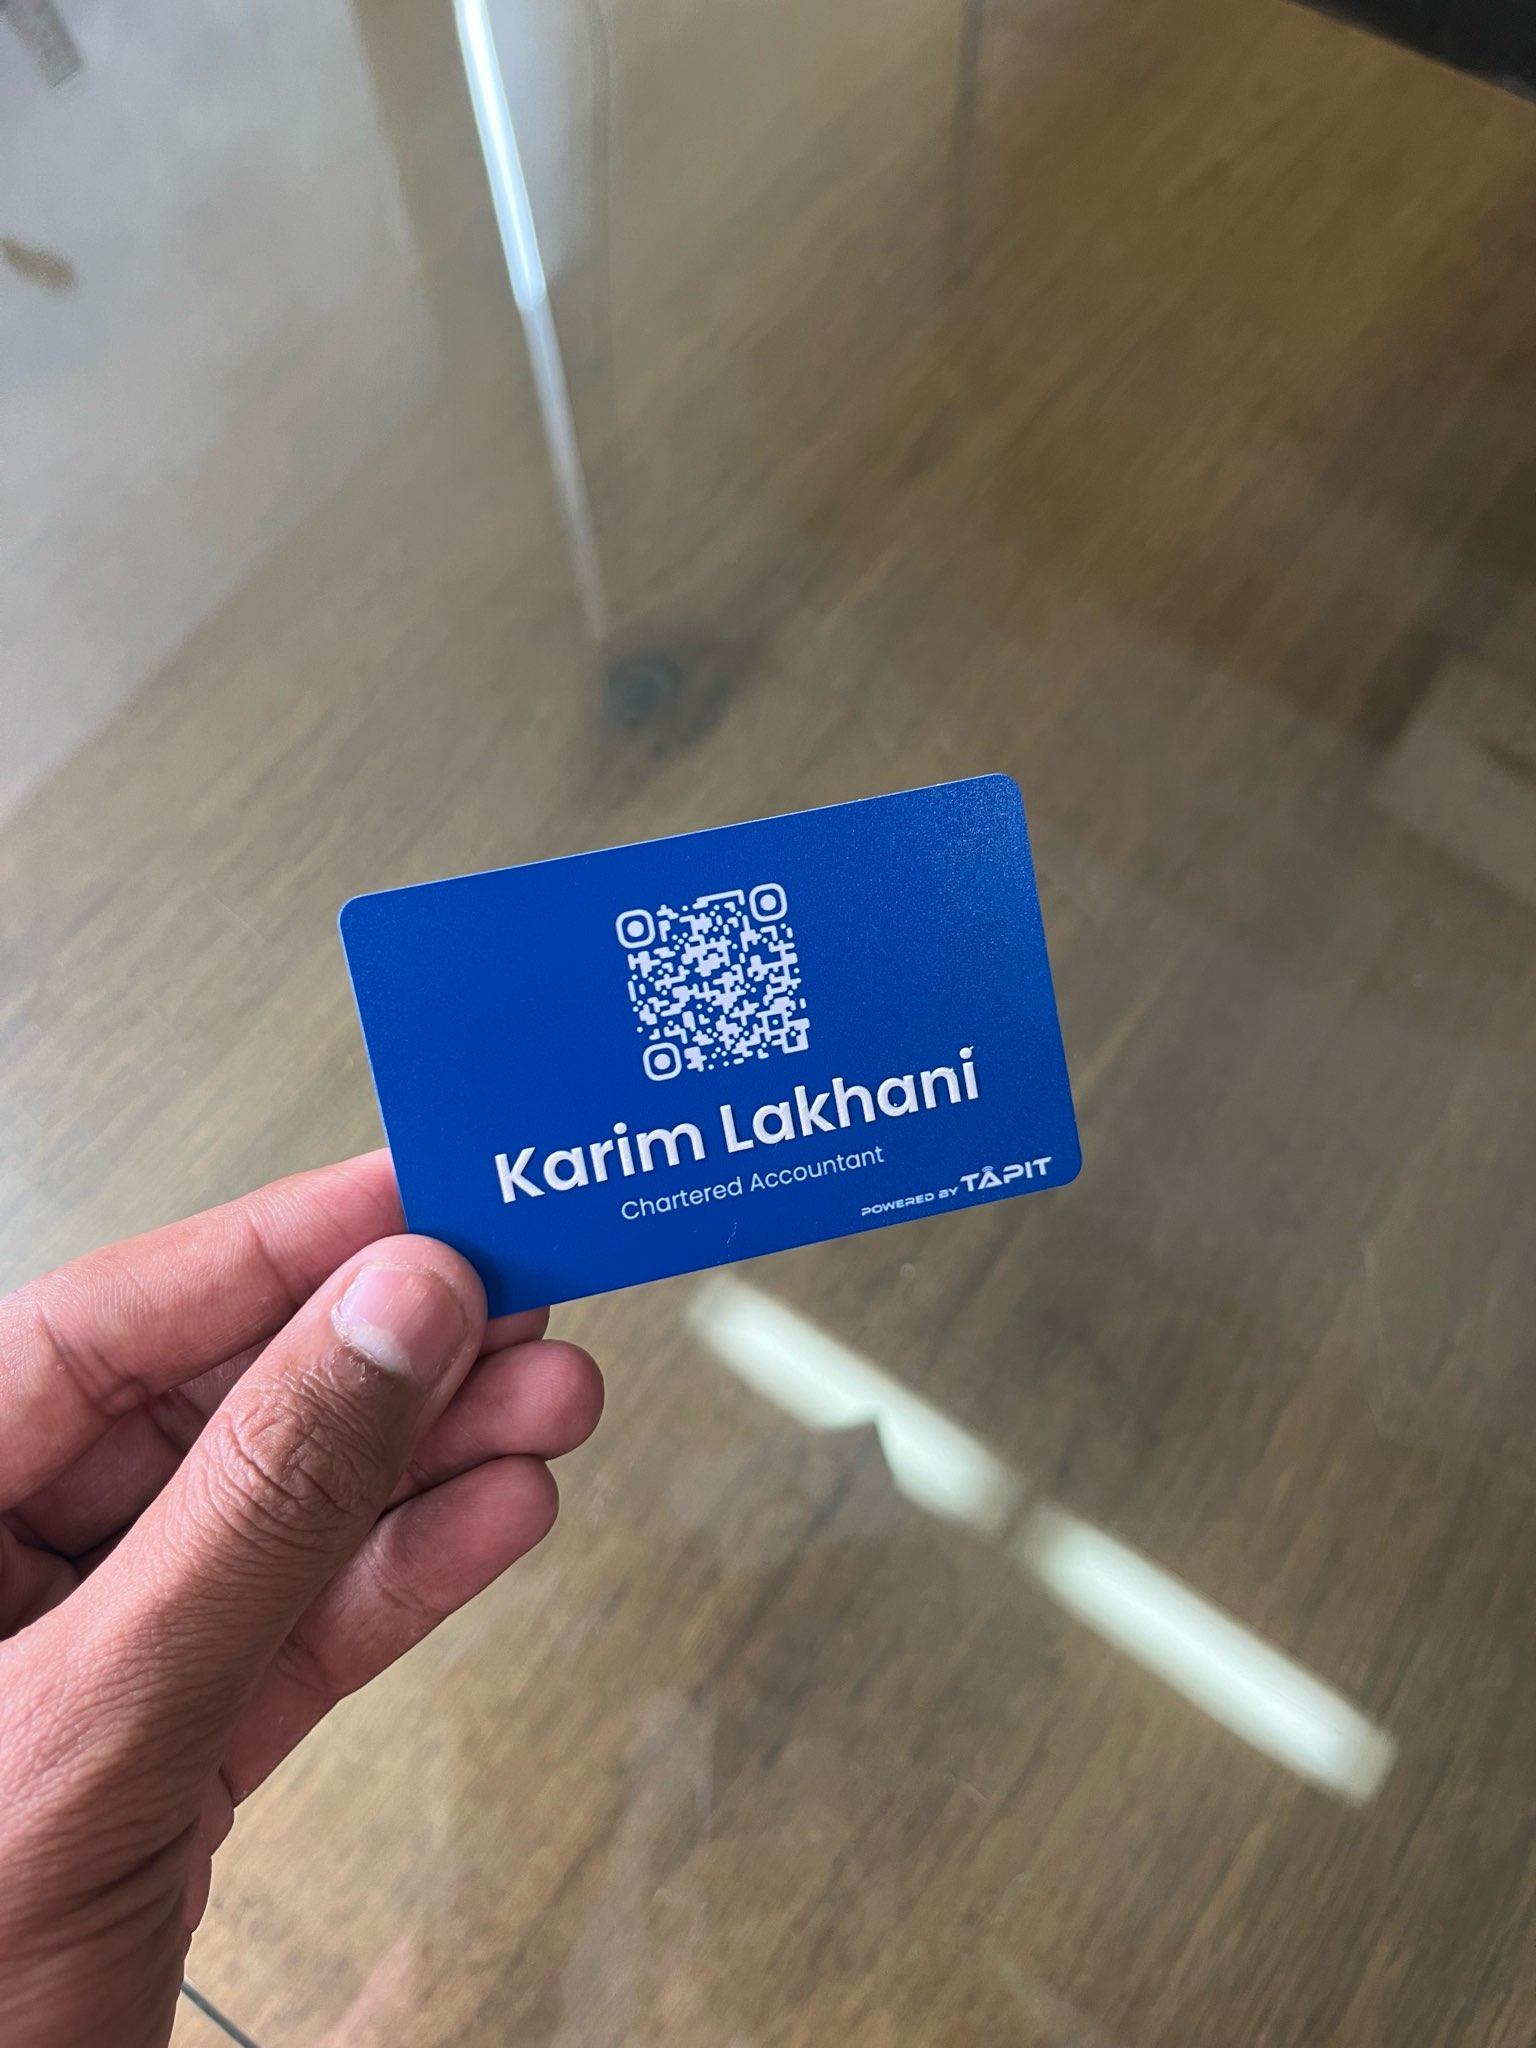 Karim Lakhani
Chartered Accountant
POWERED BY TAPIT